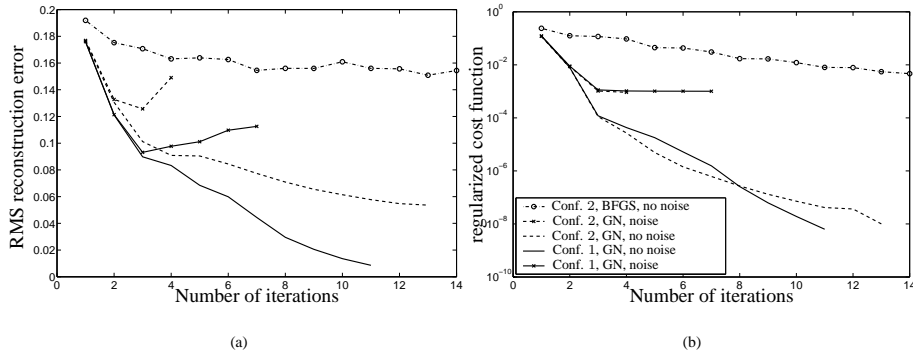 0.2
0.18
0.16
0.14
0.12
0.1
0.08
0.06
0.04
0.02
0
RMS reconstruction error
0 2 4 6 8 10 12 14
Number of iterations
(a)
10^0
10^-2
10^-4
10^-6
10^-8
10^-10
regularized cost function
Conf. 2, BFGS, no noise
Conf. 2, GN, noise
Conf. 2, GN, no noise
Conf. 1, GN, no noise
Conf. 1, GN, noise
0 2 4 6 8 10 12 14
Number of iterations
(b)